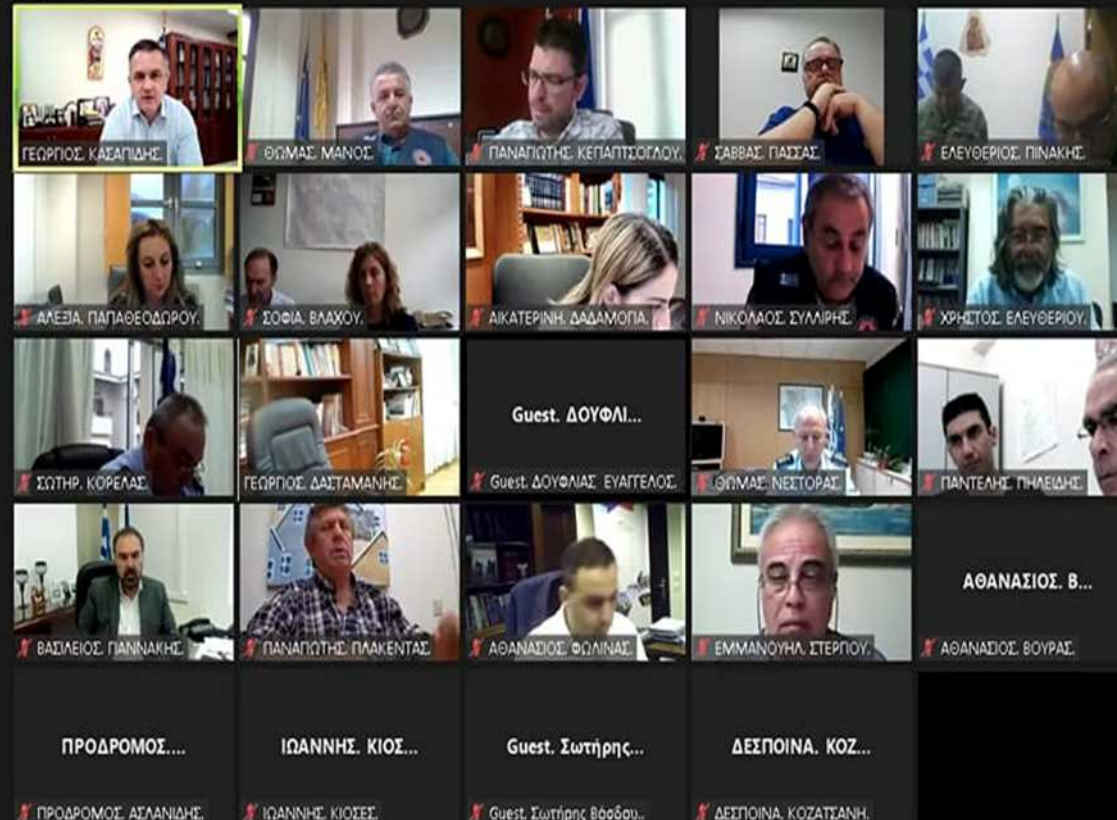 ΓΕΩΡΓΙΟΣ. ΚΑΣΑΠΙΔΗΣ.
ΘΩΜΑΣ. ΜΑΝΟΣ.
ΠΑΝΑΓΙΩΤΗΣ. ΚΕΠΑΠΤΣΟΓΛΟΥ.
ΣΑΒΒΑΣ. ΠΑΣΣΑΣ.
ΕΛΕΥΘΕΡΙΟΣ. ΠΙΝΑΚΗΣ.
ΑΛΕΞΙΑ. ΠΑΠΑΘΕΟΔΩΡΟΥ.
ΣΟΦΙΑ. ΒΛΑΧΟΥ.
ΑΙΚΑΤΕΡΙΝΗ. ΔΑΔΑΜΟΓΙΑ.
ΝΙΚΟΛΑΟΣ. ΣΥΛΛΙΡΗΣ.
ΧΡΗΣΤΟΣ. ΕΛΕΥΘΕΡΙΟΥ.
ΣΩΤΗΡ. ΚΟΡΕΛΑΣ.
ΓΕΩΡΓΙΟΣ. ΔΑΣΤΑΜΑΝΗΣ.
Guest. ΔΟΥΦΛΙ...
Guest. ΔΟΥΦΛΙΑΣ ΕΥΑΓΓΕΛΟΣ.
ΘΩΜΑΣ. ΝΕΣΤΟΡΑΣ.
ΠΑΝΤΕΛΗΣ. ΠΗΛΕΙΔΗΣ.
ΒΑΣΙΛΕΙΟΣ. ΓΙΑΝΝΑΚΗΣ.
ΠΑΝΑΓΙΩΤΗΣ. ΠΛΑΚΕΝΤΑΣ.
ΑΘΑΝΑΣΙΟΣ. ΦΩΛΙΝΑΣ.
ΕΜΜΑΝΟΥΗΛ. ΣΤΕΡΓΙΟΥ.
ΑΘΑΝΑΣΙΟΣ. Β...
ΑΘΑΝΑΣΙΟΣ. ΒΟΥΡΑΣ.
ΠΡΟΔΡΟΜΟΣ....
ΠΡΟΔΡΟΜΟΣ. ΑΣΛΑΝΙΔΗΣ.
ΙΩΑΝΝΗΣ. ΚΙΟΣ...
ΙΩΑΝΝΗΣ. ΚΙΟΣΕΣ.
Guest. Σωτήρης...
Guest. Σωτήρης Βόσδου..
ΔΕΣΠΟΙΝΑ. ΚΟΖ...
ΔΕΣΠΟΙΝΑ. ΚΟΖΑΤΣΑΝΗ.